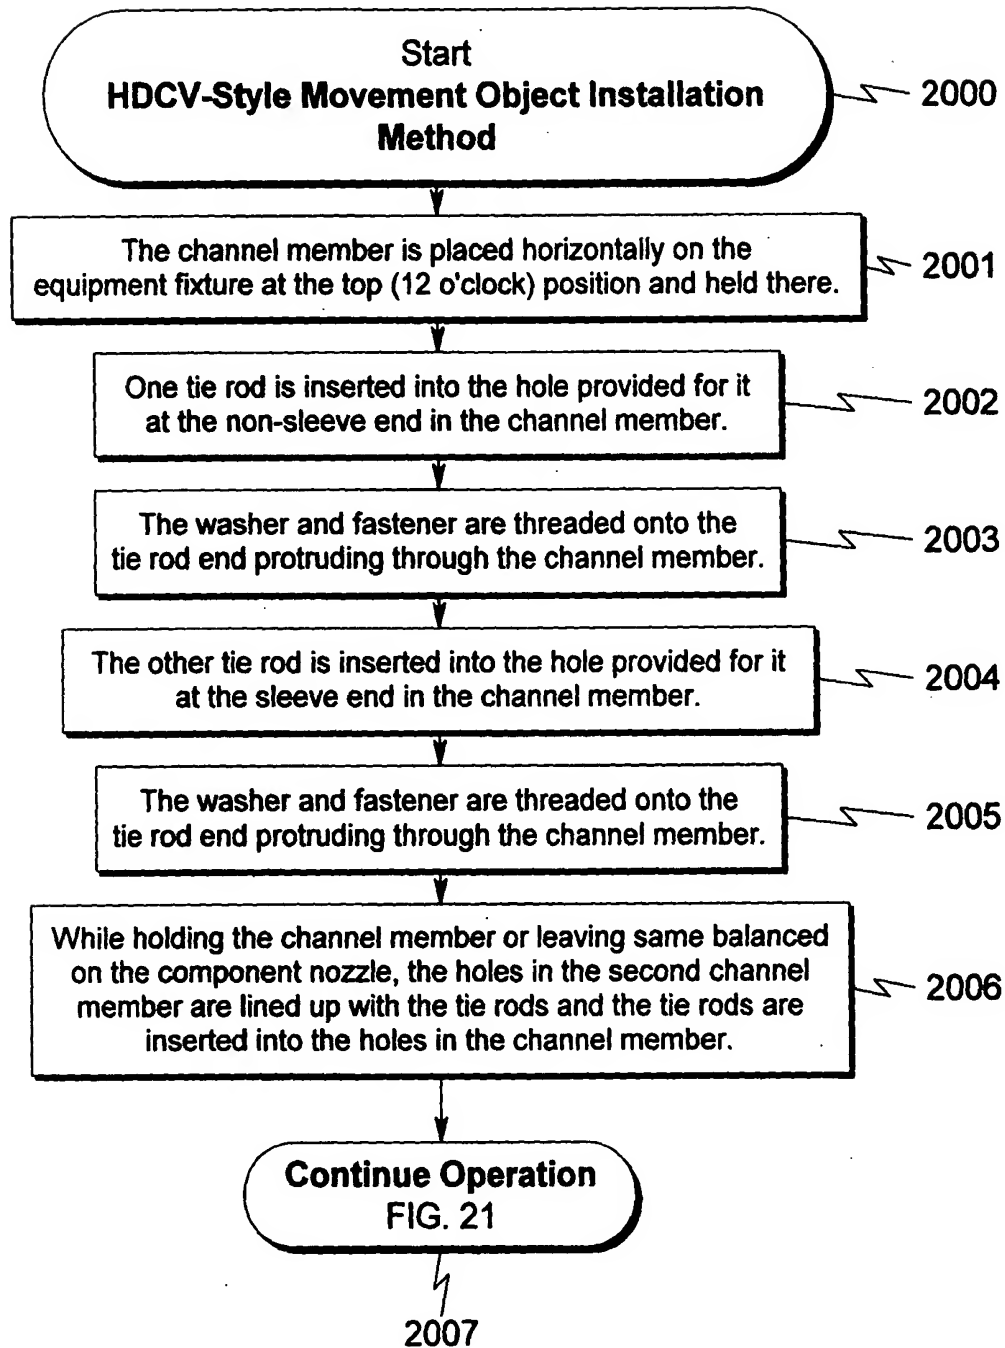 Start
HDCV-Style Movement Object Installation
Method
2000
The channel member is placed horizontally on the
equipment fixture at the top (12 o'clock) position and held there.
2001
One tie rod is inserted into the hole provided for it
at the non-sleeve end in the channel member.
2002
The washer and fastener are threaded onto the
tie rod end protruding through the channel member.
2003
The other tie rod is inserted into the hole provided for it
at the sleeve end in the channel member.
2004
The washer and fastener are threaded onto the
tie rod end protruding through the channel member.
2005
While holding the channel member or leaving same balanced
on the component nozzle, the holes in the second channel
member are lined up with the tie rods and the tie rods are
inserted into the holes in the channel member.
2006
Continue Operation
FIG. 21
2007